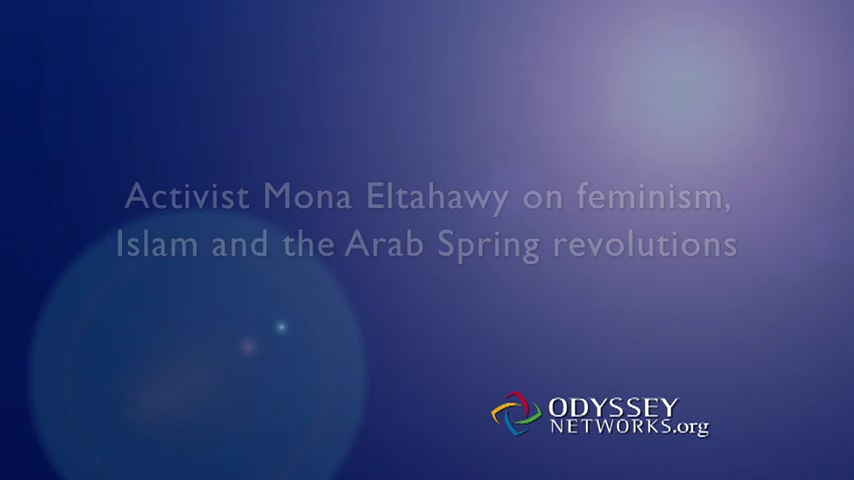 Activist Mona Eltahawy on feminism,
Islam and the Arab Spring revolutions
ODYSSEY
NETWORKS.org